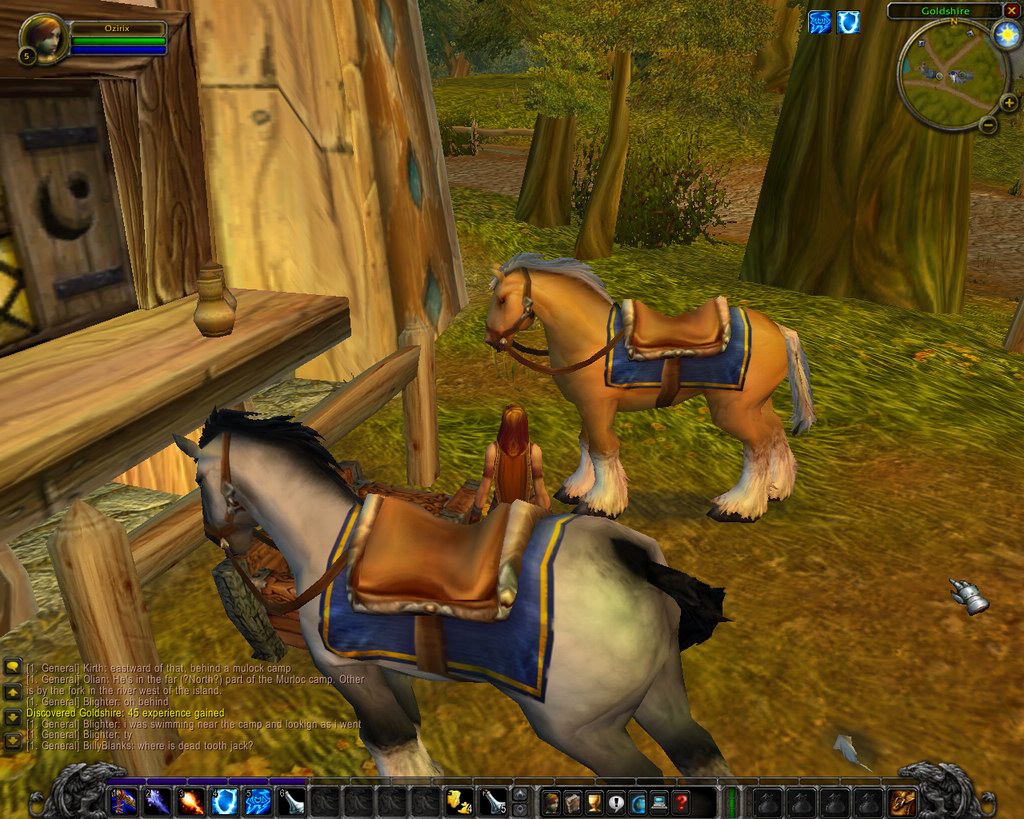 Ozirix
5
Goldshire
N
[1. General] Kirth: eastward of that, behind a mulock camp
[1. General] Olian: He's in the far (?North?) part of the Murloc camp. Other
is by the fork in the river west of the island.
[1. General] Blighter: oh behind
Discovered Goldshire: 45 experience gained
[1. General] Blighter: i was swimming near the camp and lookign as I went
[1. General] Blighter: ty
[1. General] BillyBlanks: where is dead tooth jack?